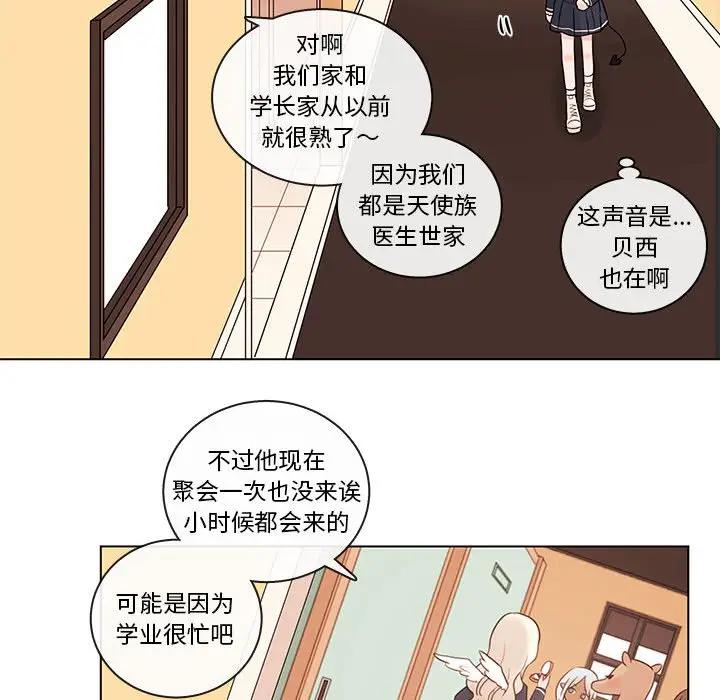 对啊
我们家和
学长家从以前
就很熟了～
因为我们
都是天使族
医生世家
这声音是...
贝西
也在啊
不过他现在
聚会一次也没来诶
小时候都会来的
可能是因为
学业很忙吧